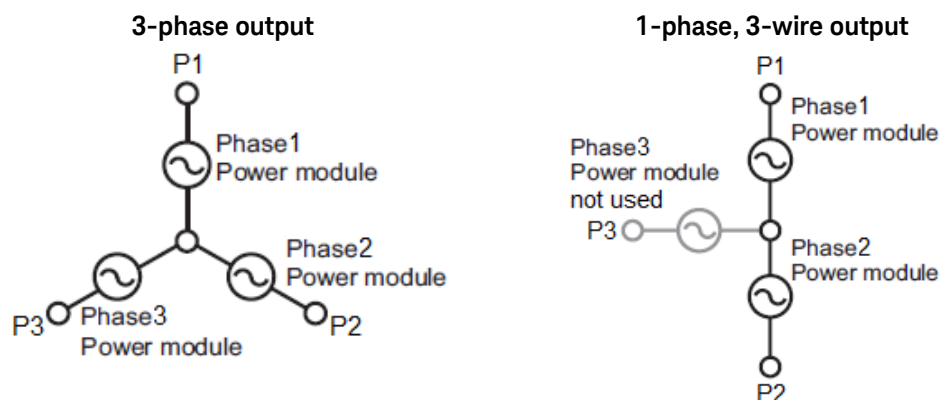 3-phase output
P1
Phase1
Power module
Phase2
Power module
P3
Phase3
Power module
P2
1-phase, 3-wire output
P1
Phase1
Power module
Phase3
Power module
not used
P3
Phase2
Power module
P2